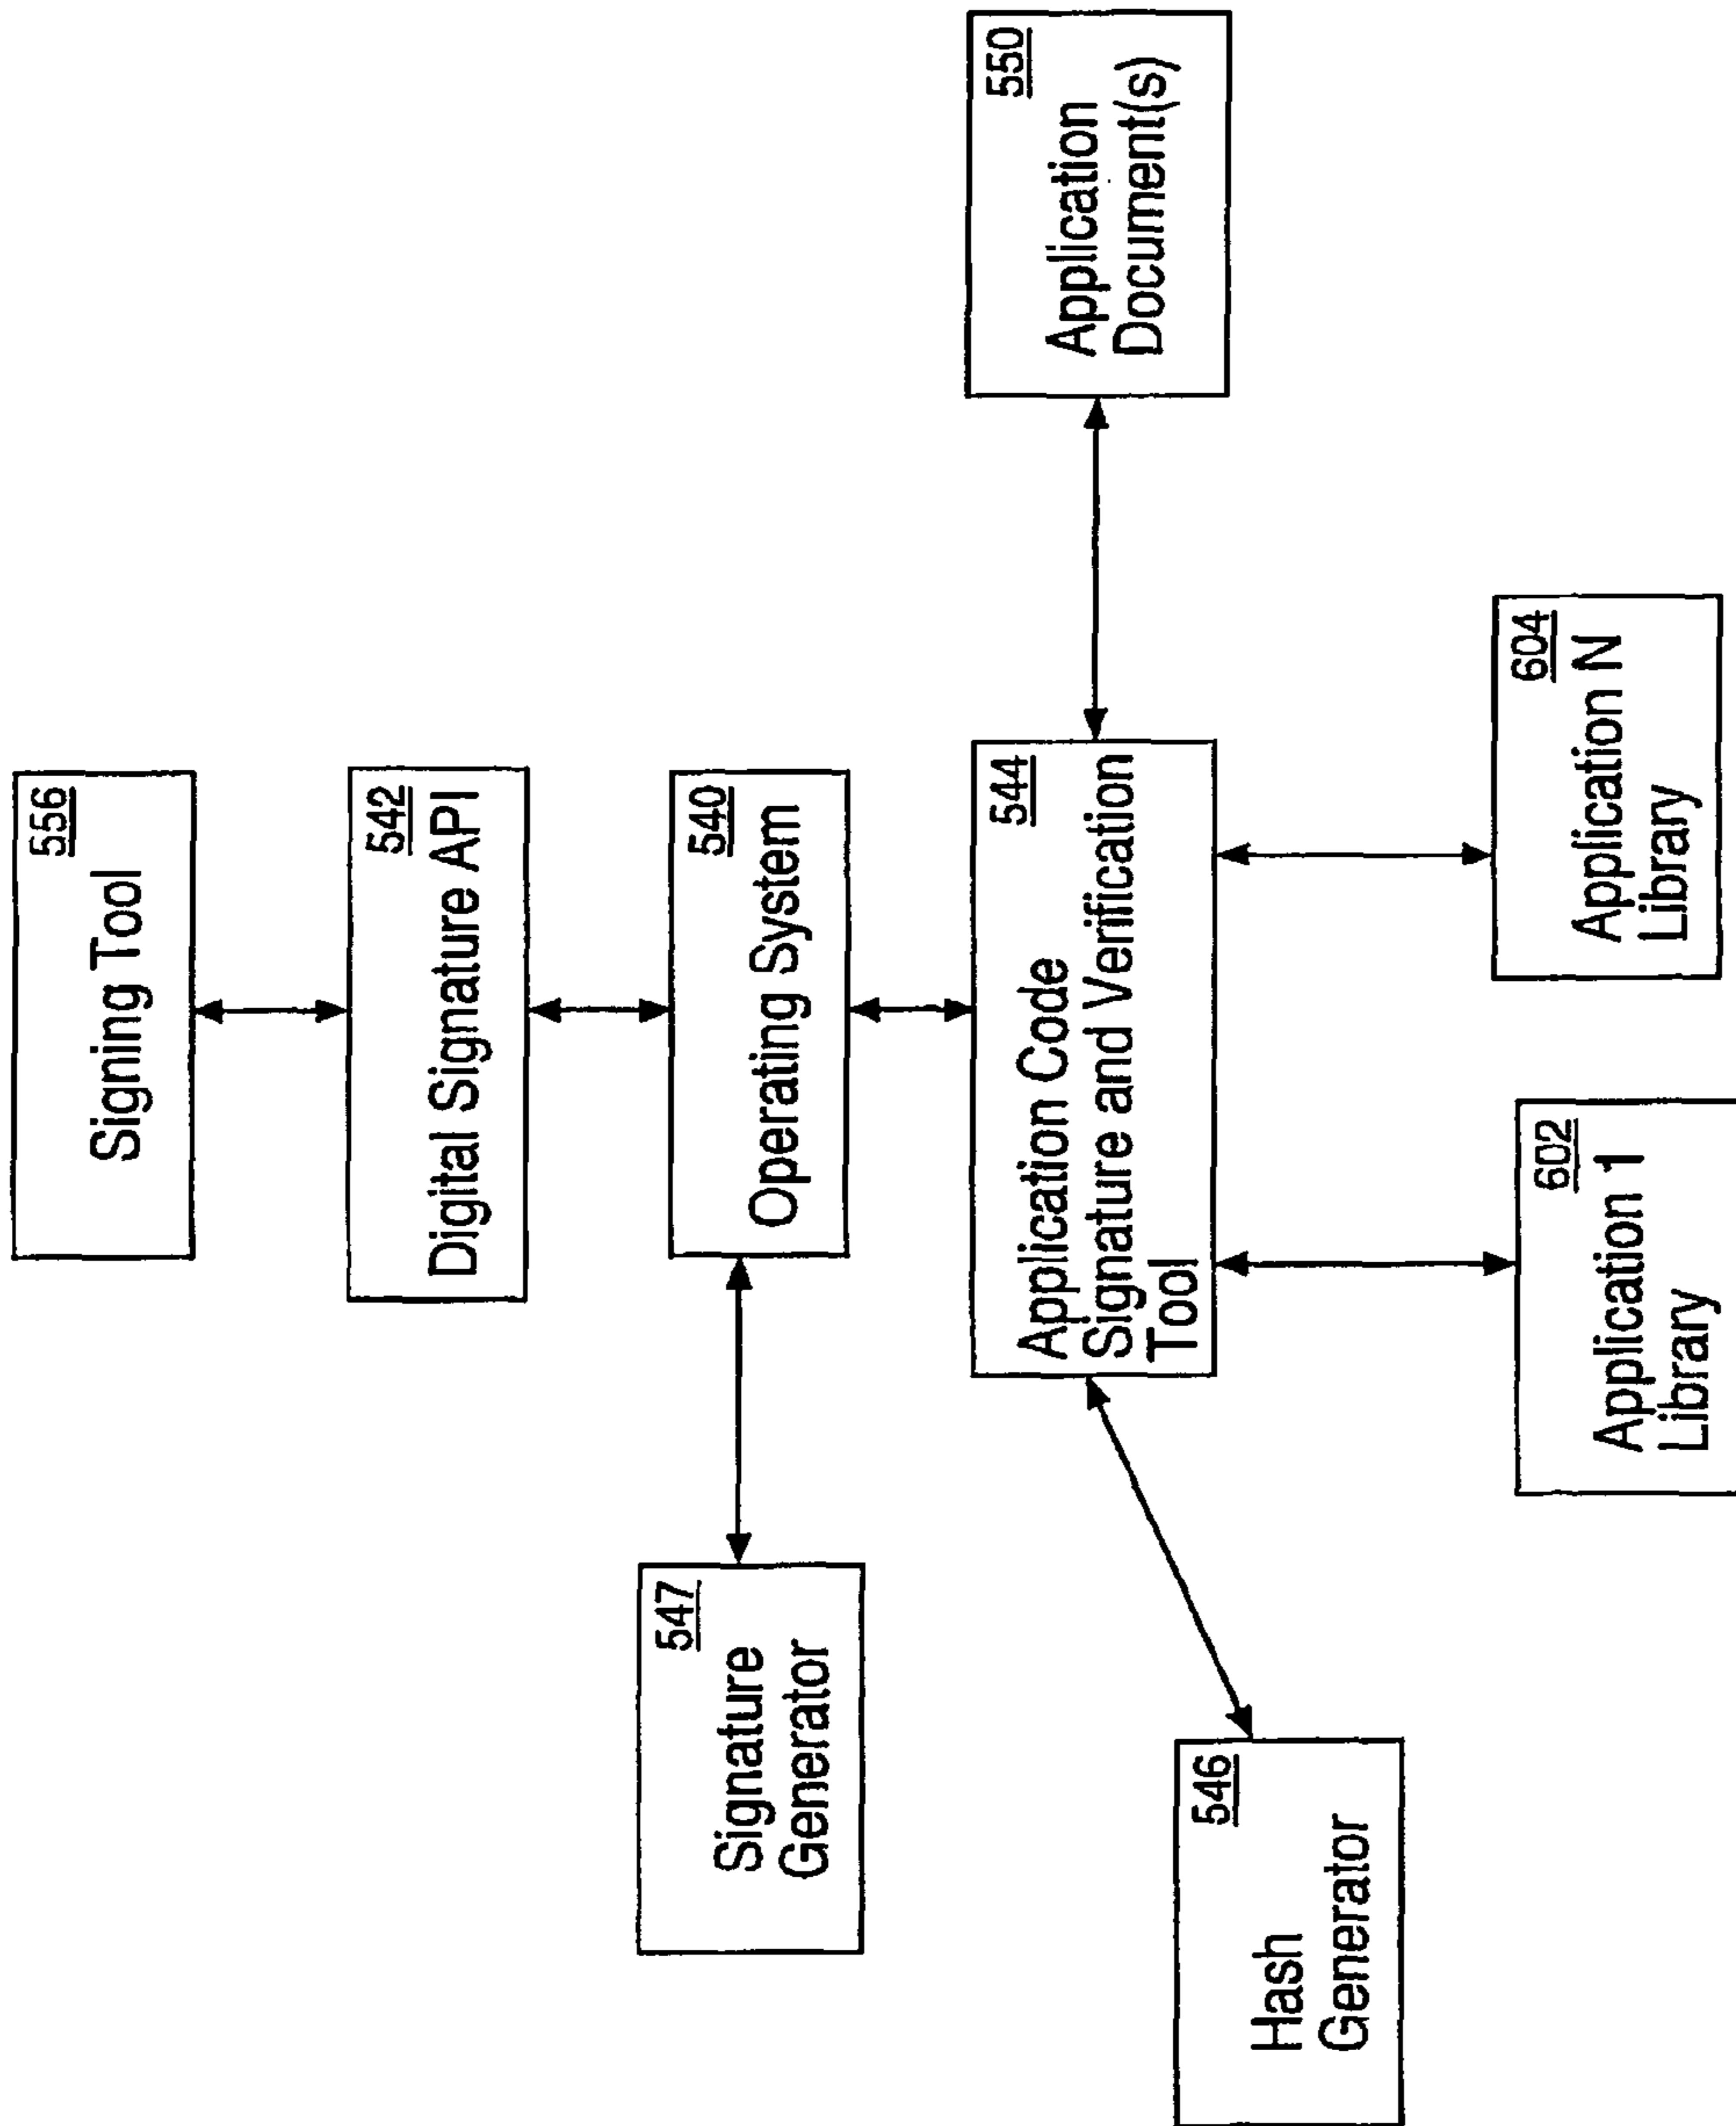 556
Signing Tool
542
Digital Signature API
547
Signature
Generator
540
Operating System
546
Hash
Generator
544
Application Code
Signature and Verification
Tool
550
Application
Document(s)
602
Application 1
Library
604
Application N
Library